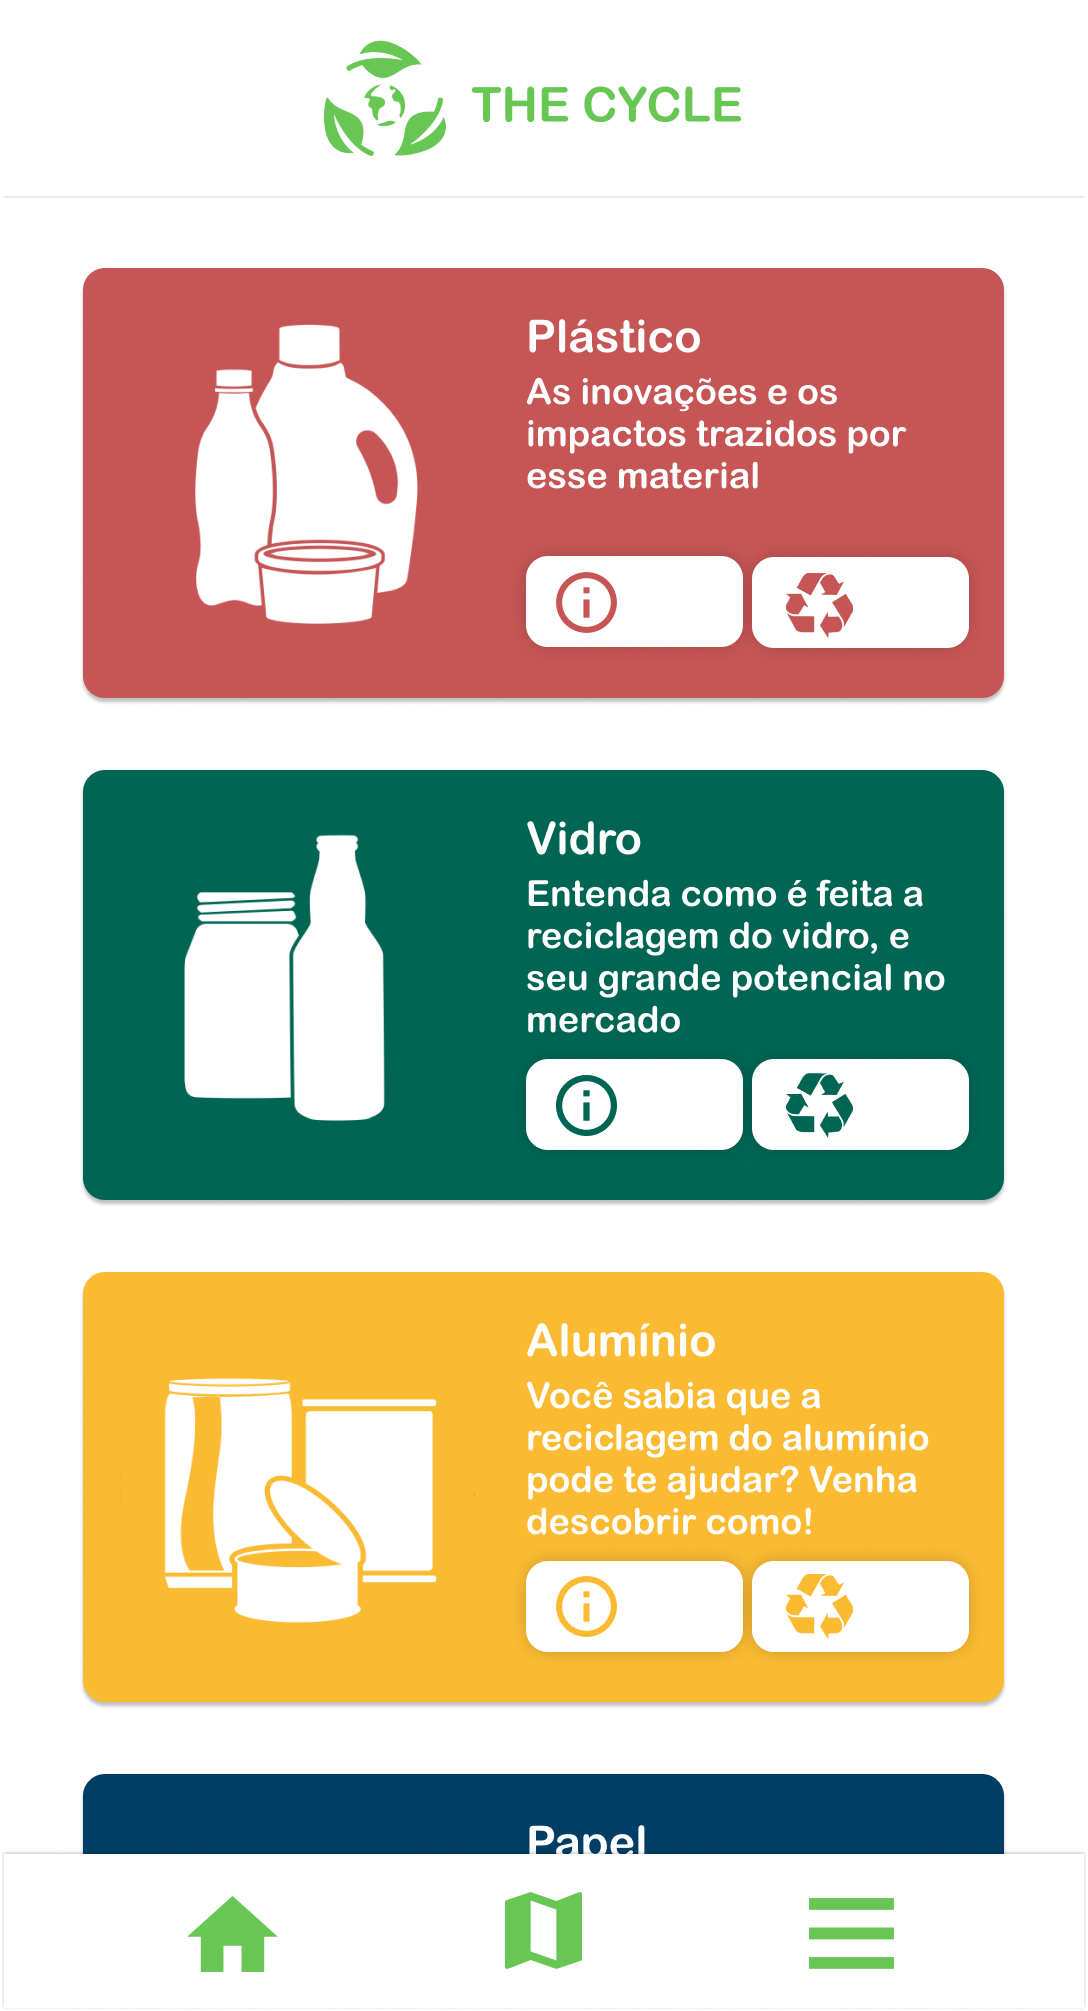 THE CYCLE
Plástico
As inovações e os
impactos trazidos por
esse material
Vidro
Entenda como é feita a
reciclagem do vidro, e
seu grande potencial no
mercado
Alumínio
Você sabia que a
reciclagem do alumínio
pode te ajudar? Venha
descobrir como!
Papel